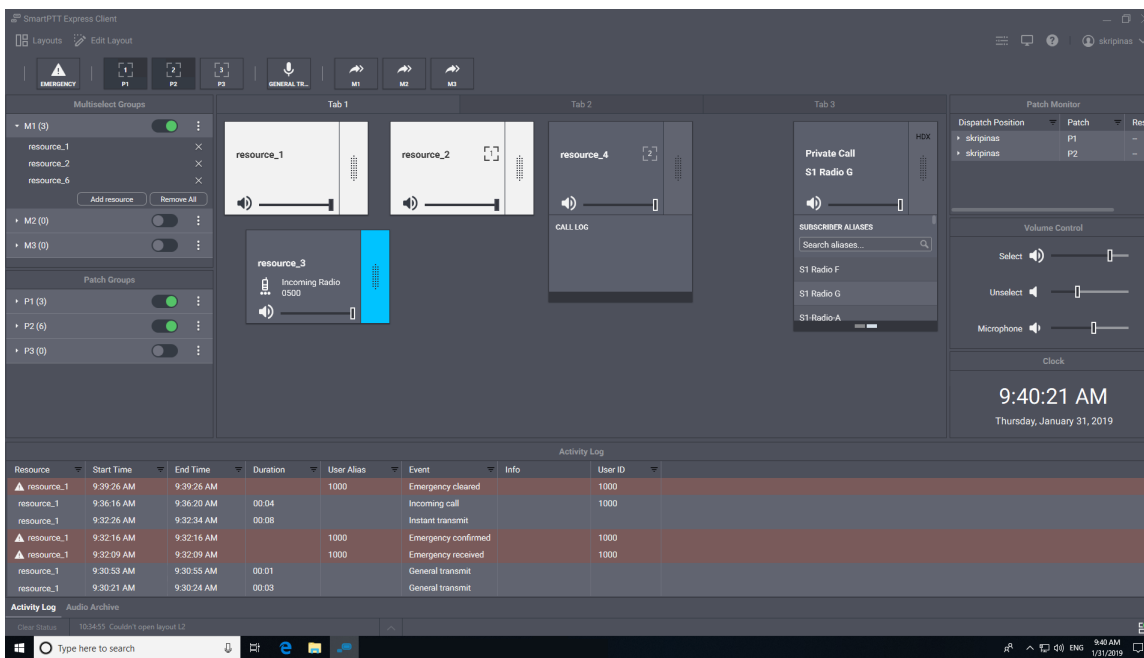 SmartPTT Express Client
Layouts Edit Layout skripinas
EMERGENCY 1 P1 2 P2 3 P3 GENERAL TR... M1 M2 M3
Multiselect Groups
M1 (3)
resource_1
resource_2
resource_6
Add resource Remove All
M2 (0)
M3 (0)
Patch Groups
P1 (3)
P2 (6)
P3 (0)
Tab 1 Tab 2 Tab 3
resource_1
resource_2 1
resource_4 2
CALL LOG
HDX
Private Call
S1 Radio G
SUBSCRIBER ALIASES
Search aliases...
S1 Radio F
S1 Radio G
S1-Radio-A
resource_3
Incoming Radio
0500
Patch Monitor
Dispatch Position Patch Res
skripinas P1 –
skripinas P2 –
Volume Control
Select
Unselect
Microphone
Clock
9:40:21 AM
Thursday, January 31, 2019
Activity Log
Resource Start Time End Time Duration User Alias Event Info User ID
resource_1 9:39:26 AM 9:39:26 AM 1000 Emergency cleared 1000
resource_1 9:36:16 AM 9:36:20 AM 00:04 Incoming call 1000
resource_1 9:32:26 AM 9:32:34 AM 00:08 Instant transmit
resource_1 9:32:16 AM 9:32:16 AM 1000 Emergency confirmed 1000
resource_1 9:32:09 AM 9:32:09 AM 1000 Emergency received 1000
resource_1 9:30:53 AM 9:30:55 AM 00:01 General transmit
resource_1 9:30:21 AM 9:30:24 AM 00:03 General transmit
Activity Log Audio Archive
Clear Status 10:34:55 Couldn't open layout L2
Type here to search ENG 9:40 AM
1/31/2019